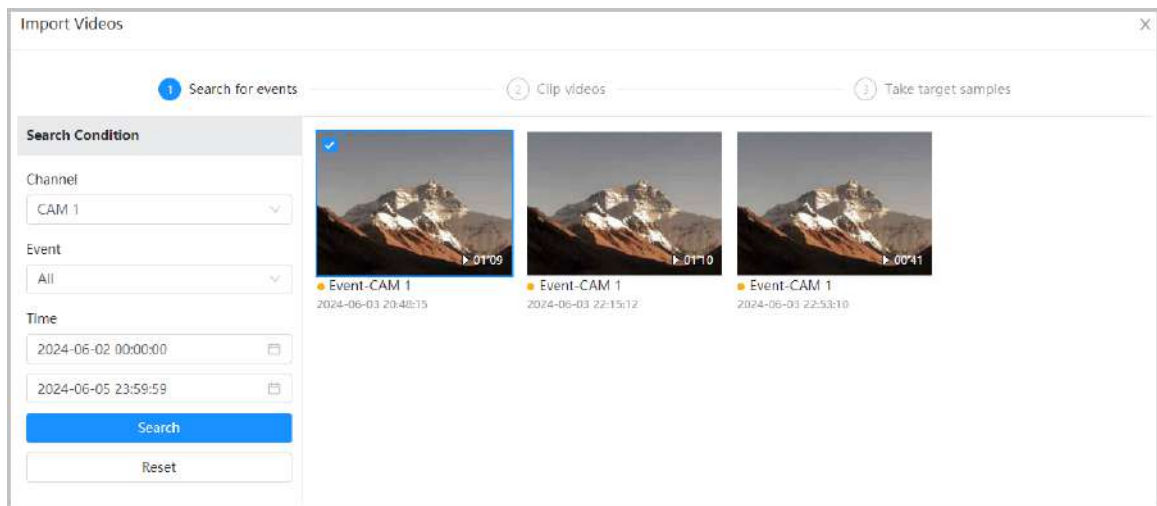 Import Videos
1 Search for events
2 Clip videos
3 Take target samples
Search Condition
Channel
CAM 1
Event
All
Time
2024-06-02 00:00:00
2024-06-05 23:59:59
Search
Reset
01'09
Event-CAM 1
2024-06-03 20:48:15
01'10
Event-CAM 1
2024-06-03 22:15:12
00'41
Event-CAM 1
2024-06-03 22:53:10